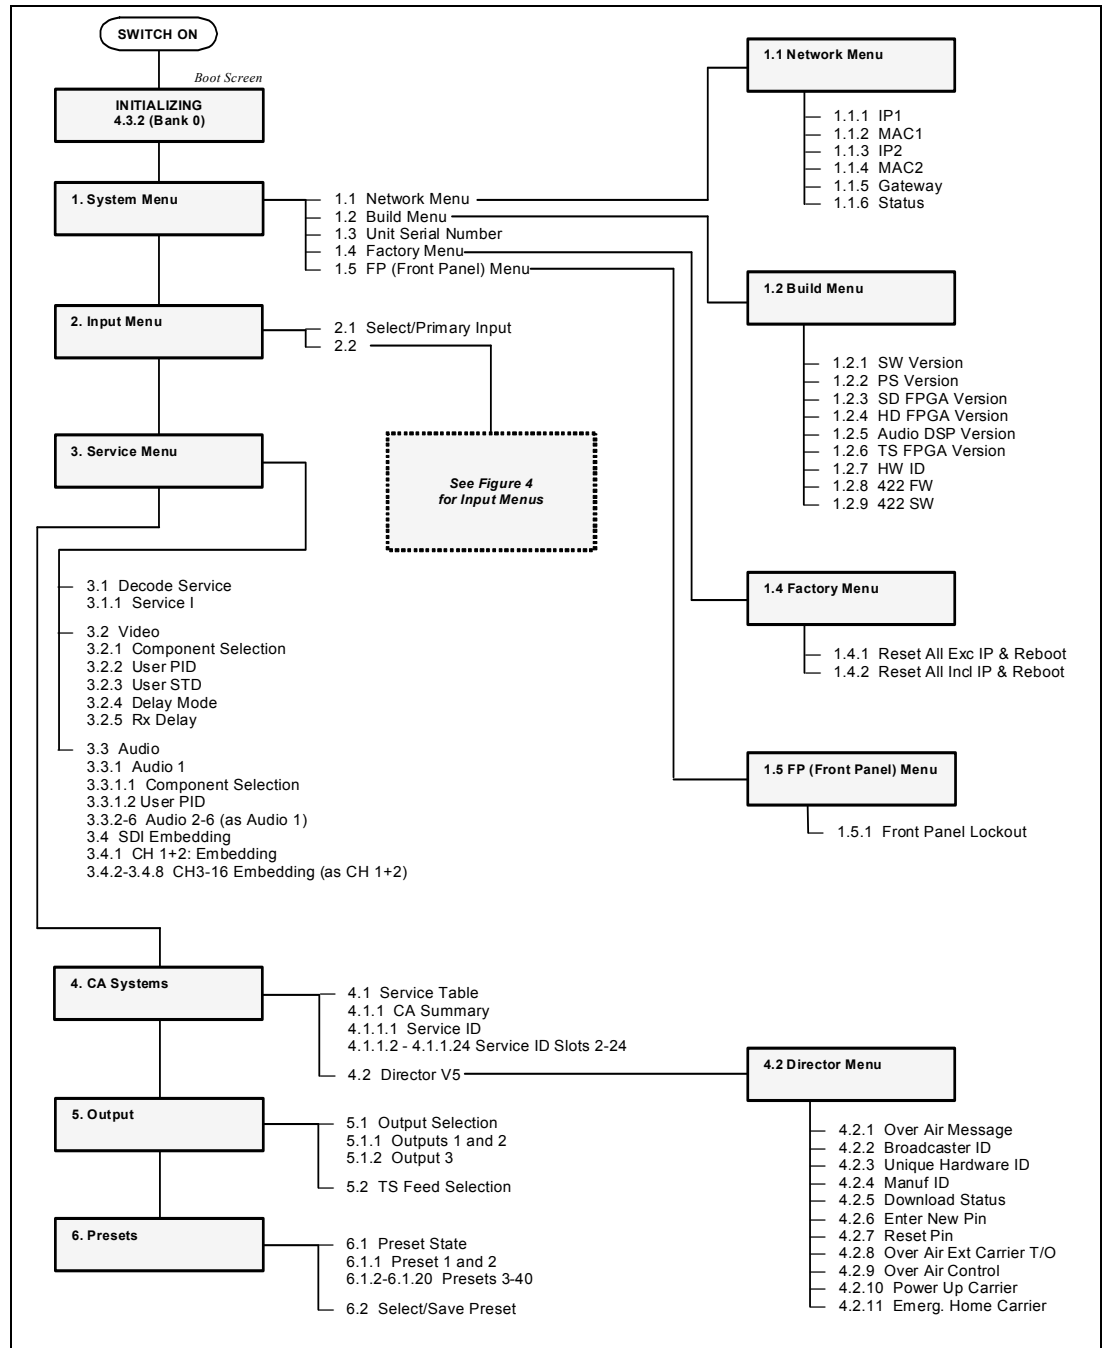 SWITCH ON
Boot Screen
INITIALIZING
4.3.2 (Bank 0)
1. System Menu
1.1 Network Menu
1.2 Build Menu
1.3 Unit Serial Number
1.4 Factory Menu
1.5 FP (Front Panel) Menu
1.1 Network Menu
1.1.1 IP1
1.1.2 MAC1
1.1.3 IP2
1.1.4 MAC2
1.1.5 Gateway
1.1.6 Status
1.2 Build Menu
1.2.1 SW Version
1.2.2 PS Version
1.2.3 SD FPGA Version
1.2.4 HD FPGA Version
1.2.5 Audio DSP Version
1.2.6 TS FPGA Version
1.2.7 HW ID
1.2.8 422 FW
1.2.9 422 SW
1.4 Factory Menu
1.4.1 Reset All Exc IP & Reboot
1.4.2 Reset All Incl IP & Reboot
1.5 FP (Front Panel) Menu
1.5.1 Front Panel Lockout
2. Input Menu
2.1 Select/Primary Input
2.2
See Figure 4
for Input Menus
3. Service Menu
3.1 Decode Service
3.1.1 Service I
3.2 Video
3.2.1 Component Selection
3.2.2 User PID
3.2.3 User STD
3.2.4 Delay Mode
3.2.5 Rx Delay
3.3 Audio
3.3.1 Audio 1
3.3.1.1 Component Selection
3.3.1.2 User PID
3.3.2-6 Audio 2-6 (as Audio 1)
3.4 SDI Embedding
3.4.1 CH 1+2: Embedding
3.4.2-3.4.8 CH3-16 Embedding (as CH 1+2)
4. CA Systems
4.1 Service Table
4.1.1 CA Summary
4.1.1.1 Service ID
4.1.1.2 - 4.1.1.24 Service ID Slots 2-24
4.2 Director V5
4.2 Director Menu
4.2.1 Over Air Message
4.2.2 Broadcaster ID
4.2.3 Unique Hardware ID
4.2.4 Manuf ID
4.2.5 Download Status
4.2.6 Enter New Pin
4.2.7 Reset Pin
4.2.8 Over Air Ext Carrier T/O
4.2.9 Over Air Control
4.2.10 Power Up Carrier
4.2.11 Emerg. Home Carrier
5. Output
5.1 Output Selection
5.1.1 Outputs 1 and 2
5.1.2 Output 3
5.2 TS Feed Selection
6. Presets
6.1 Preset State
6.1.1 Preset 1 and 2
6.1.2-6.1.20 Presets 3-40
6.2 Select/Save Preset